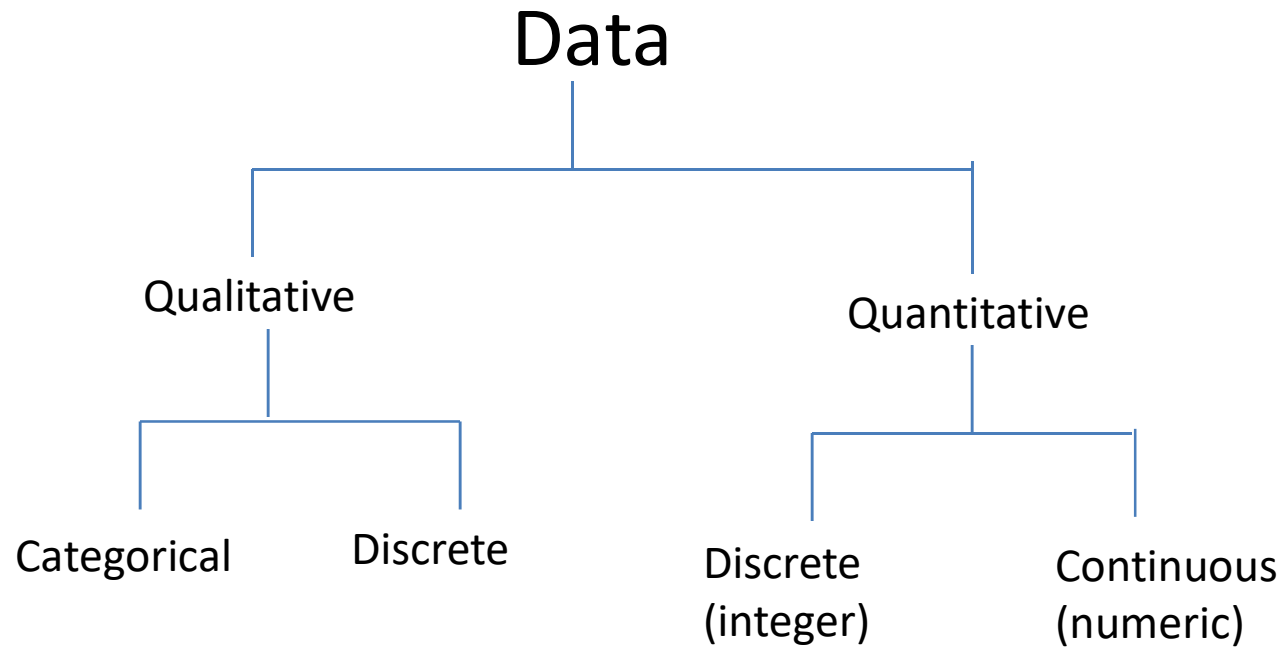 Data
Qualitative
Quantitative
Categorical
Discrete
Discrete
(integer)
Continuous
(numeric)